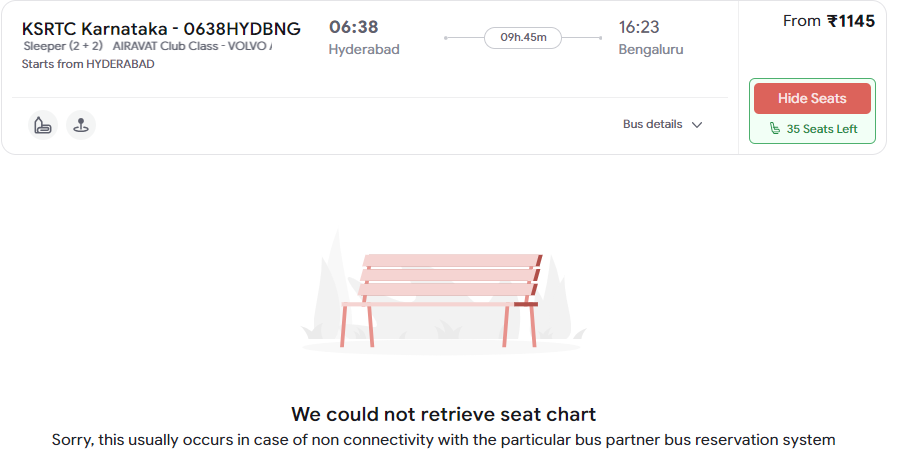 KSRTC Karnataka - 0638HYDBNG
Sleeper (2 + 2) AIRAVAT Club Class - VOLVO
Starts from HYDERABAD
06:38
Hyderabad
09h.45m
16:23
Bengaluru
From ₹1145
Hide Seats
35 Seats Left
Bus details
We could not retrieve seat chart
Sorry, this usually occurs in case of non connectivity with the particular bus partner bus reservation system